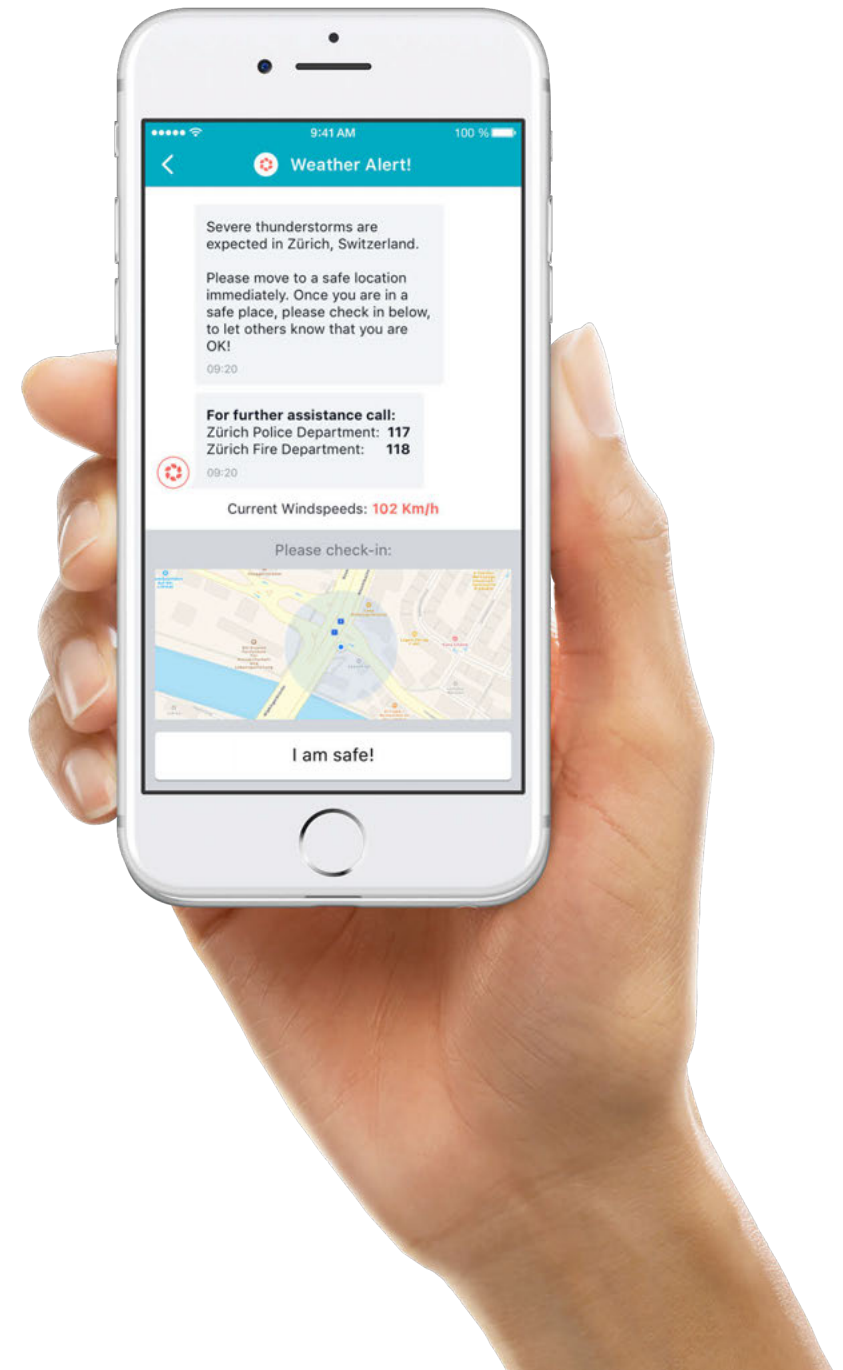 9:41 AM
100 %
Weather Alert!
Severe thunderstorms are
expected in Zürich, Switzerland.
Please move to a safe location
immediately. Once you are in a
safe place, please check in below,
to let others know that you are
OK!
09:20
For further assistance call:
Zürich Police Department: 117
Zürich Fire Department: 118
09:20
Current Windspeeds: 102 Km/h
Please check-in:
I am safe!